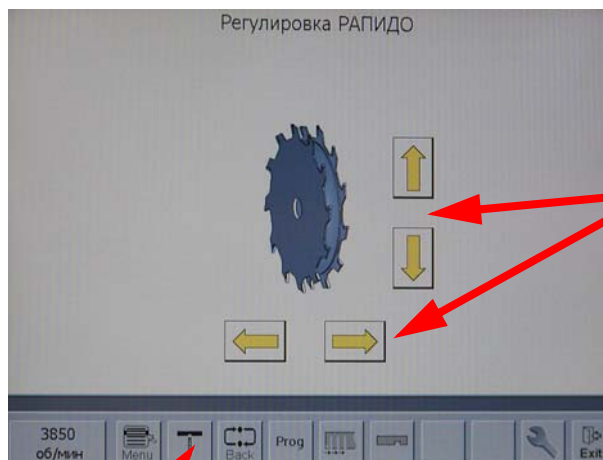 Регулировка РАПИДО
3850
об/мин
Menu
Back
Prog
Exit